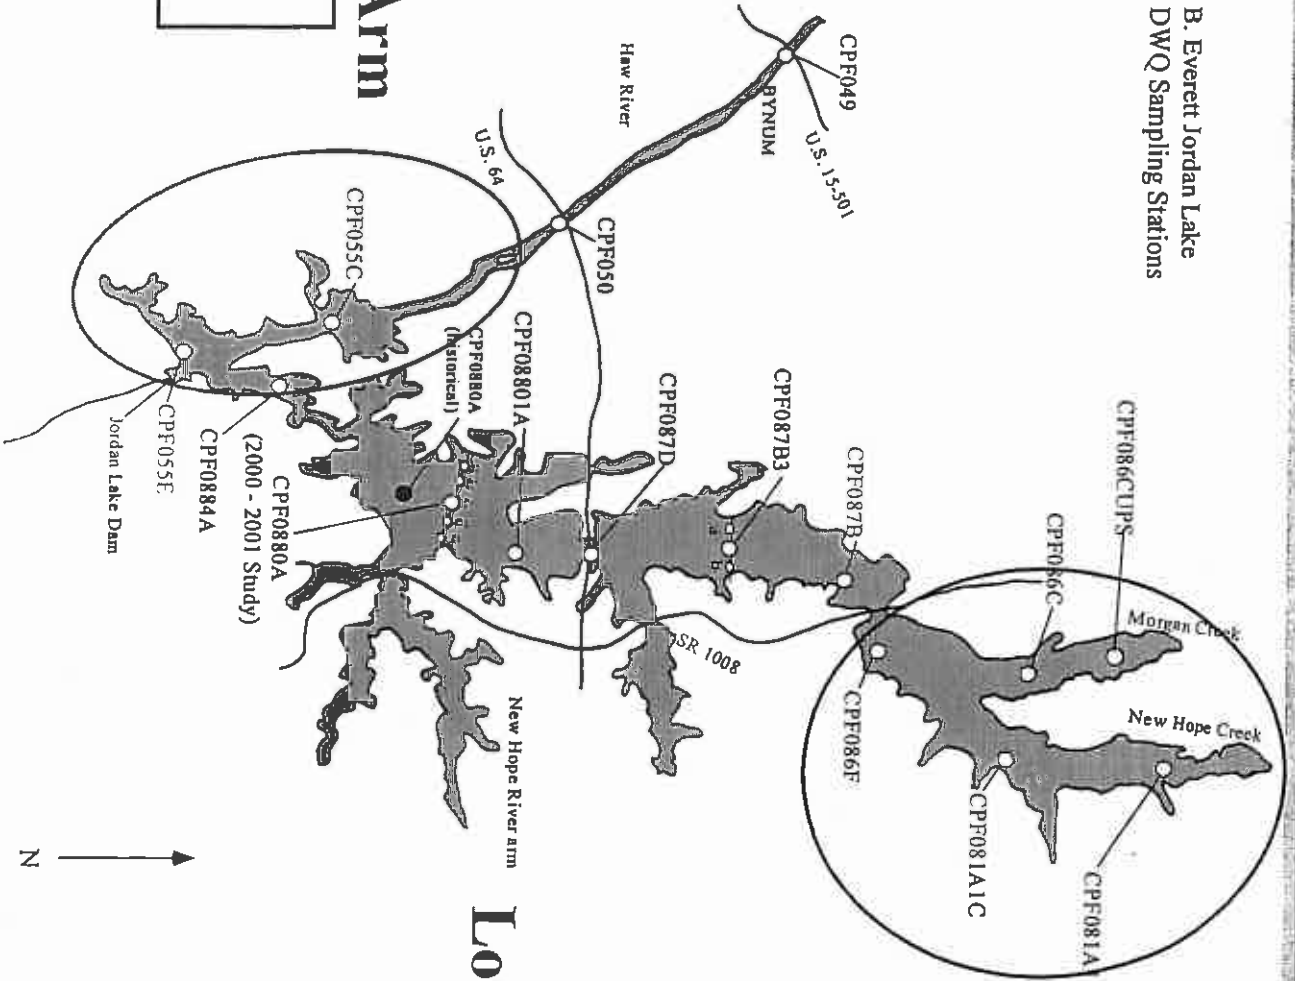 B. Everett Jordan Lake
DWQ Sampling Stations
CPF086CUPS
CPF086C
Morgan Creek
New Hope Creek
CPF081A
CPF081A1C
CPF086F
CPF087B
CPF087B3
CPF087D
SR 1008
CPF049
U.S. 15-501
BYNUM
Haw River
CPF050
U.S. 64
CPF08801A
CPF0880A
(historical)
New Hope River arm
CPF055C
CPF0880A
(2000 - 2001 Study)
CPF0884A
CPF055E
Jordan Lake Dam
Arm
Lo
N